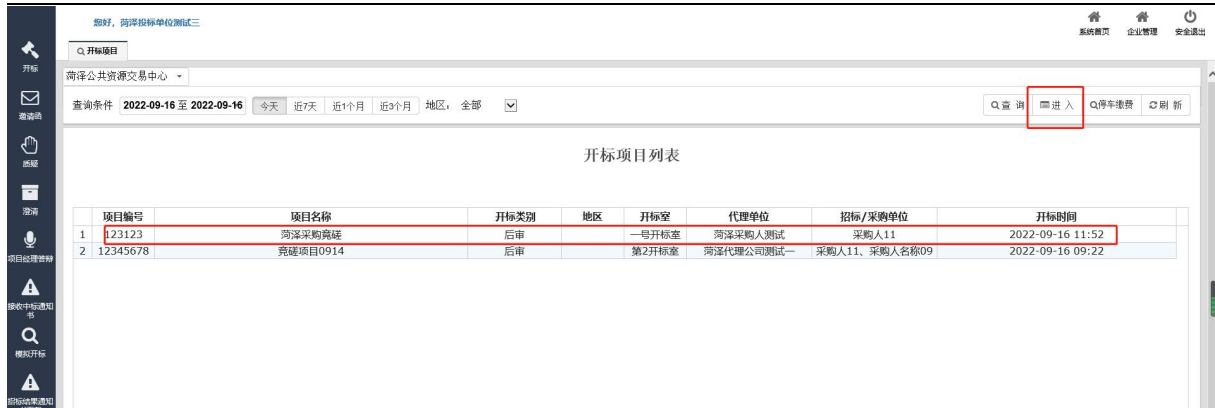 您好，菏泽投标单位测试三
系统首页 企业管理 安全退出
开标项目
开标
邀请函
质疑
澄清
项目经理答辩
接收中标通知
书
模拟开标
招标结果通知
菏泽公共资源交易中心
查询条件 2022-09-16 至 2022-09-16 今天 近7天 近1个月 近3个月 地区： 全部
查 询 进 入 停车缴费 刷 新
开标项目列表
项目编号 项目名称 开标类别 地区 开标室 代理单位 招标/采购单位 开标时间
1 123123 菏泽采购竞磋 后审 一号开标室 菏泽采购人测试 采购人11 2022-09-16 11:52
2 12345678 竞磋项目0914 后审 第2开标室 菏泽代理公司测试一 采购人11、采购人名称09 2022-09-16 09:22